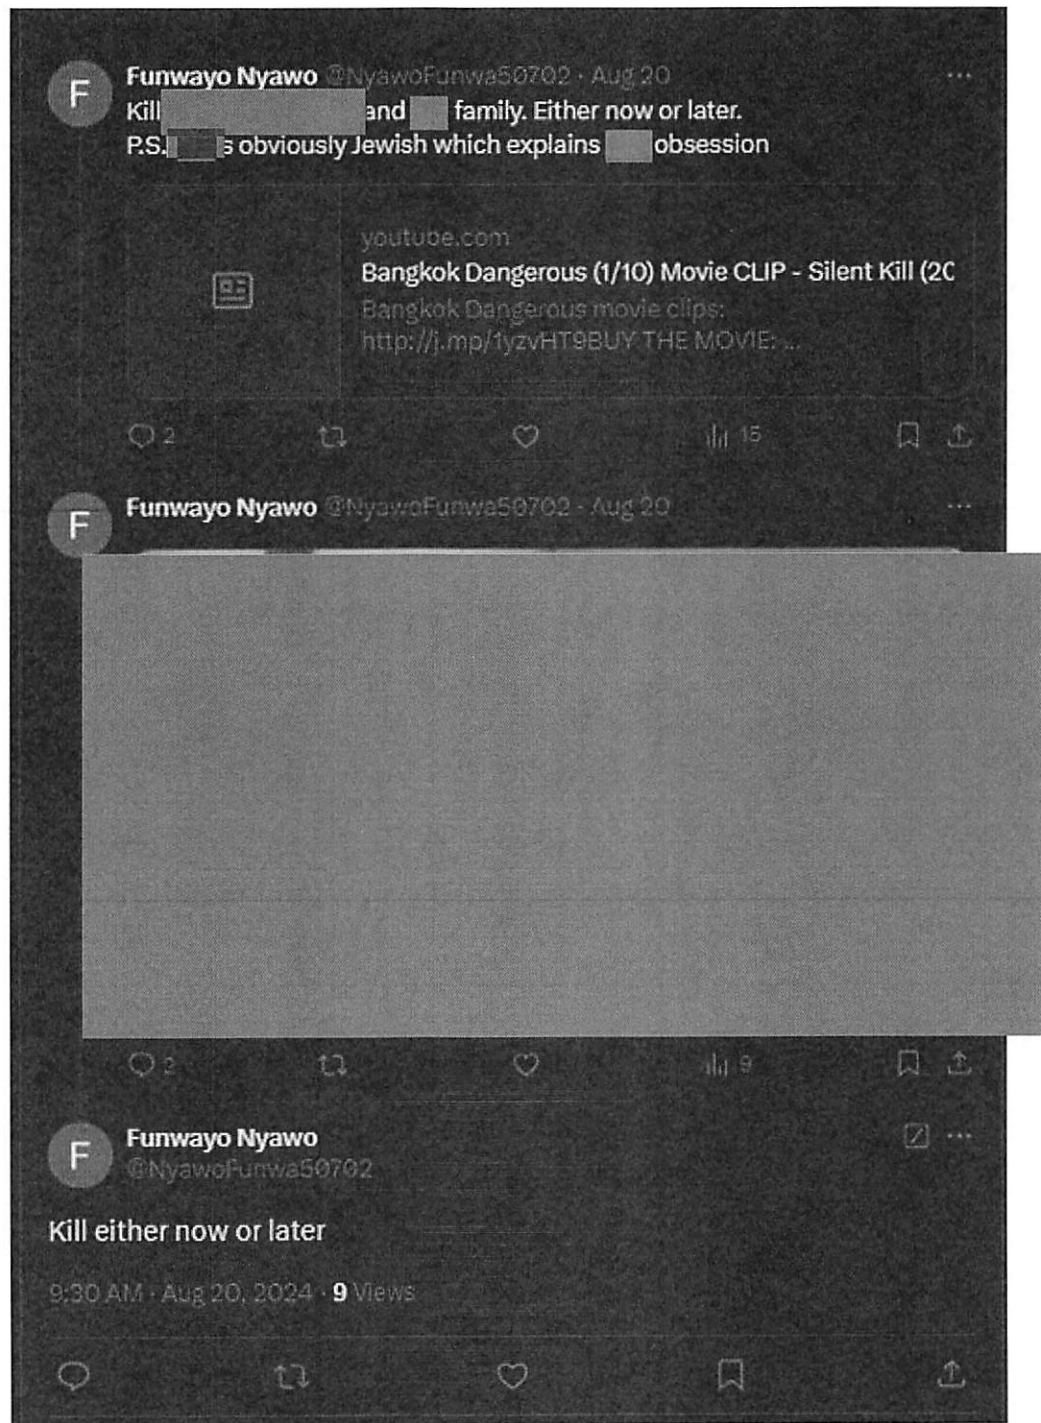 F
Funwayo Nyawo @NyawoFunwa50702 · Aug 20 ...
Kill and family. Either now or later.
P.S. s obviously Jewish which explains obsession
youtube.com
Bangkok Dangerous (1/10) Movie CLIP - Silent Kill (20
Bangkok Dangerous movie clips:
http://j.mp/1yzvHT9BUY THE MOVIE: ...
2 15
F
Funwayo Nyawo @NyawoFunwa50702 · Aug 20 ...
2 9
F
Funwayo Nyawo ...
@NyawoFunwa50702
Kill either now or later
9:30 AM · Aug 20, 2024 · 9 Views